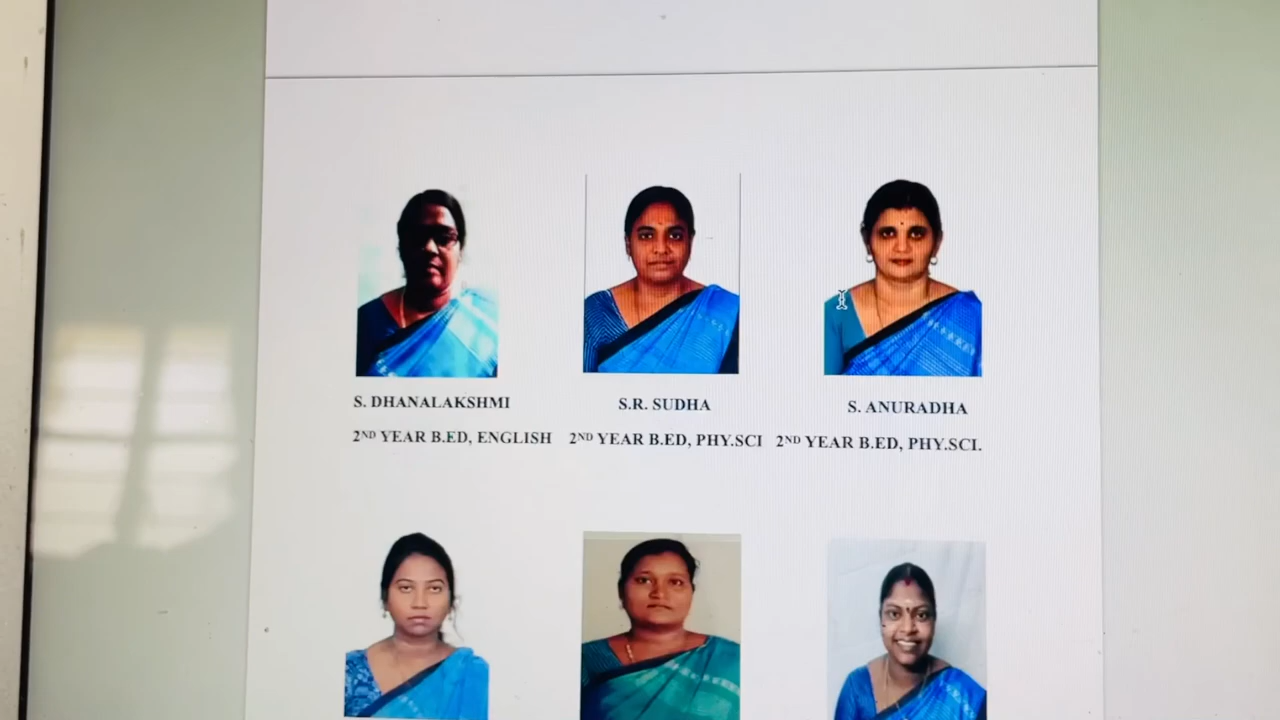 S. DHANALAKSHMI S.R. SUDHA S. ANURADHA
2ND YEAR B.ED, ENGLISH 2ND YEAR B.ED, PHY.SCI 2ND YEAR B.ED, PHY.SCI.